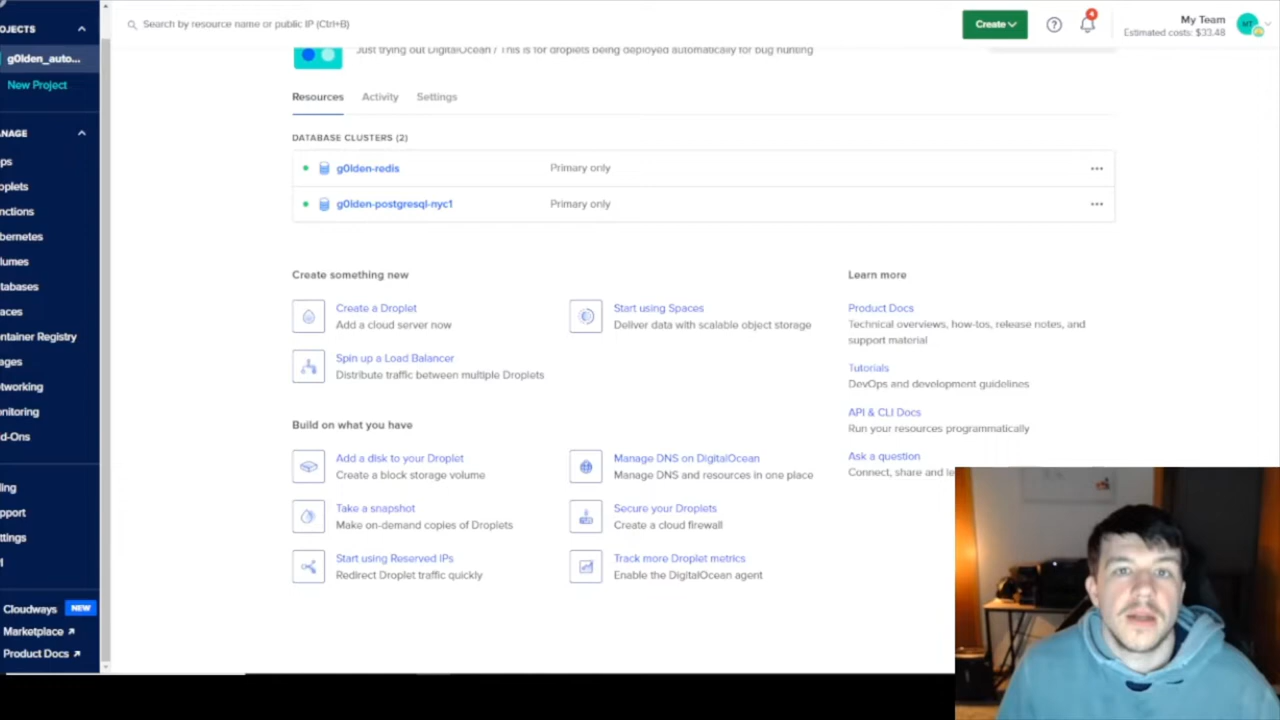 OJECTS
g0lden_auto...
New Project
ANAGE
ps
oplets
nctions
bernetes
lumes
tabases
aces
ontainer Registry
ages
etworking
onitoring
d-Ons
ling
pport
ttings
I
Cloudways NEW
Marketplace
Product Docs
Search by resource name or public IP (Ctrl+B)
Create
4
My Team
Estimated costs: $33.48
MT
Just trying out DigitalOcean / This is for droplets being deployed automatically for bug hunting
Resources Activity Settings
DATABASE CLUSTERS (2)
g0lden-redis Primary only
g0lden-postgresql-nyc1 Primary only
Create something new
Create a Droplet
Add a cloud server now
Start using Spaces
Deliver data with scalable object storage
Spin up a Load Balancer
Distribute traffic between multiple Droplets
Build on what you have
Add a disk to your Droplet
Create a block storage volume
Manage DNS on DigitalOcean
Manage DNS and resources in one place
Take a snapshot
Make on-demand copies of Droplets
Secure your Droplets
Create a cloud firewall
Start using Reserved IPs
Redirect Droplet traffic quickly
Track more Droplet metrics
Enable the DigitalOcean agent
Learn more
Product Docs
Technical overviews, how-tos, release notes, and
support material
Tutorials
DevOps and development guidelines
API & CLI Docs
Run your resources programmatically
Ask a question
Connect, share and le